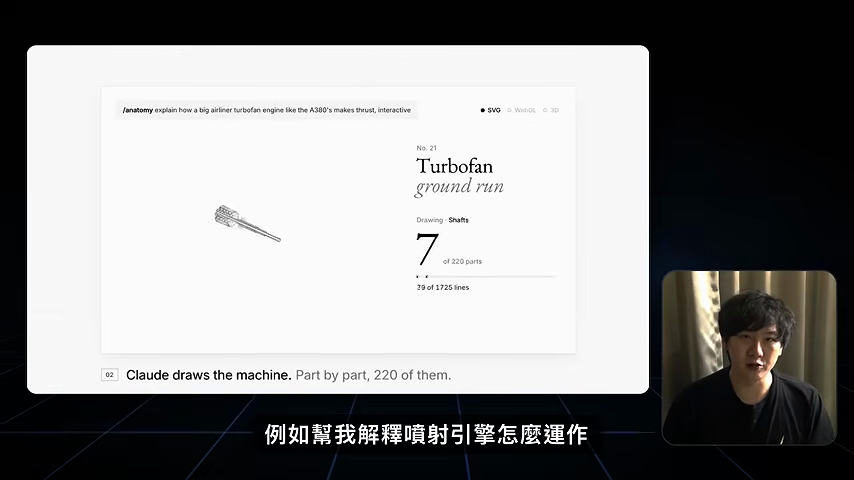 /anatomy explain how a big airliner turbofan engine like the A380's makes thrust, interactive
SVG WebGL 3D
No. 21
Turbofan
ground run
Drawing · Shafts
7 of 220 parts
39 of 1725 lines
02 Claude draws the machine. Part by part, 220 of them.
例如幫我解釋噴射引擎怎麼運作